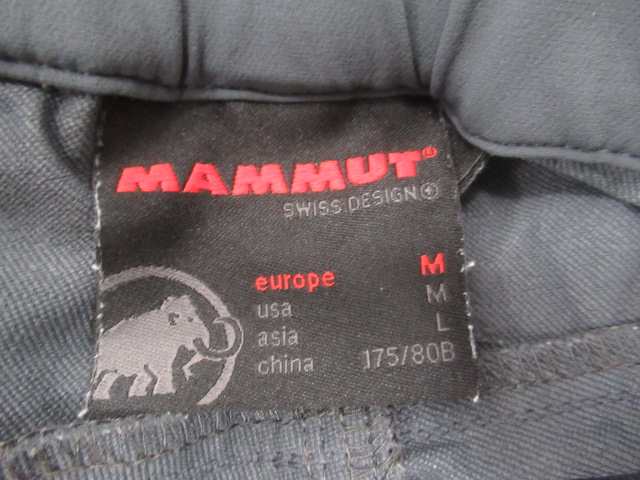 MAMMUT®
SWISS DESIGN
europe M
usa M
asia L
china 175/80B